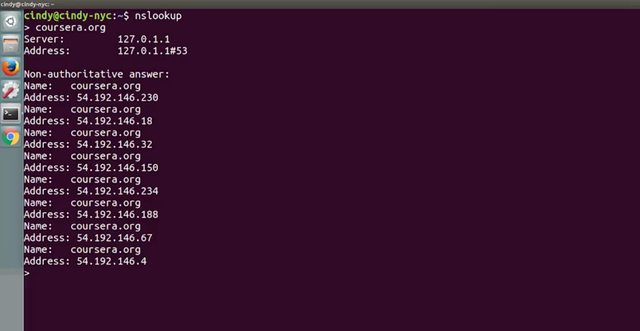 cindy@cindy-nyc: ~
cindy@cindy-nyc:~$ nslookup
> coursera.org
Server:         127.0.1.1
Address:        127.0.1.1#53

Non-authoritative answer:
Name:   coursera.org
Address: 54.192.146.230
Name:   coursera.org
Address: 54.192.146.18
Name:   coursera.org
Address: 54.192.146.32
Name:   coursera.org
Address: 54.192.146.150
Name:   coursera.org
Address: 54.192.146.234
Name:   coursera.org
Address: 54.192.146.188
Name:   coursera.org
Address: 54.192.146.67
Name:   coursera.org
Address: 54.192.146.4
>